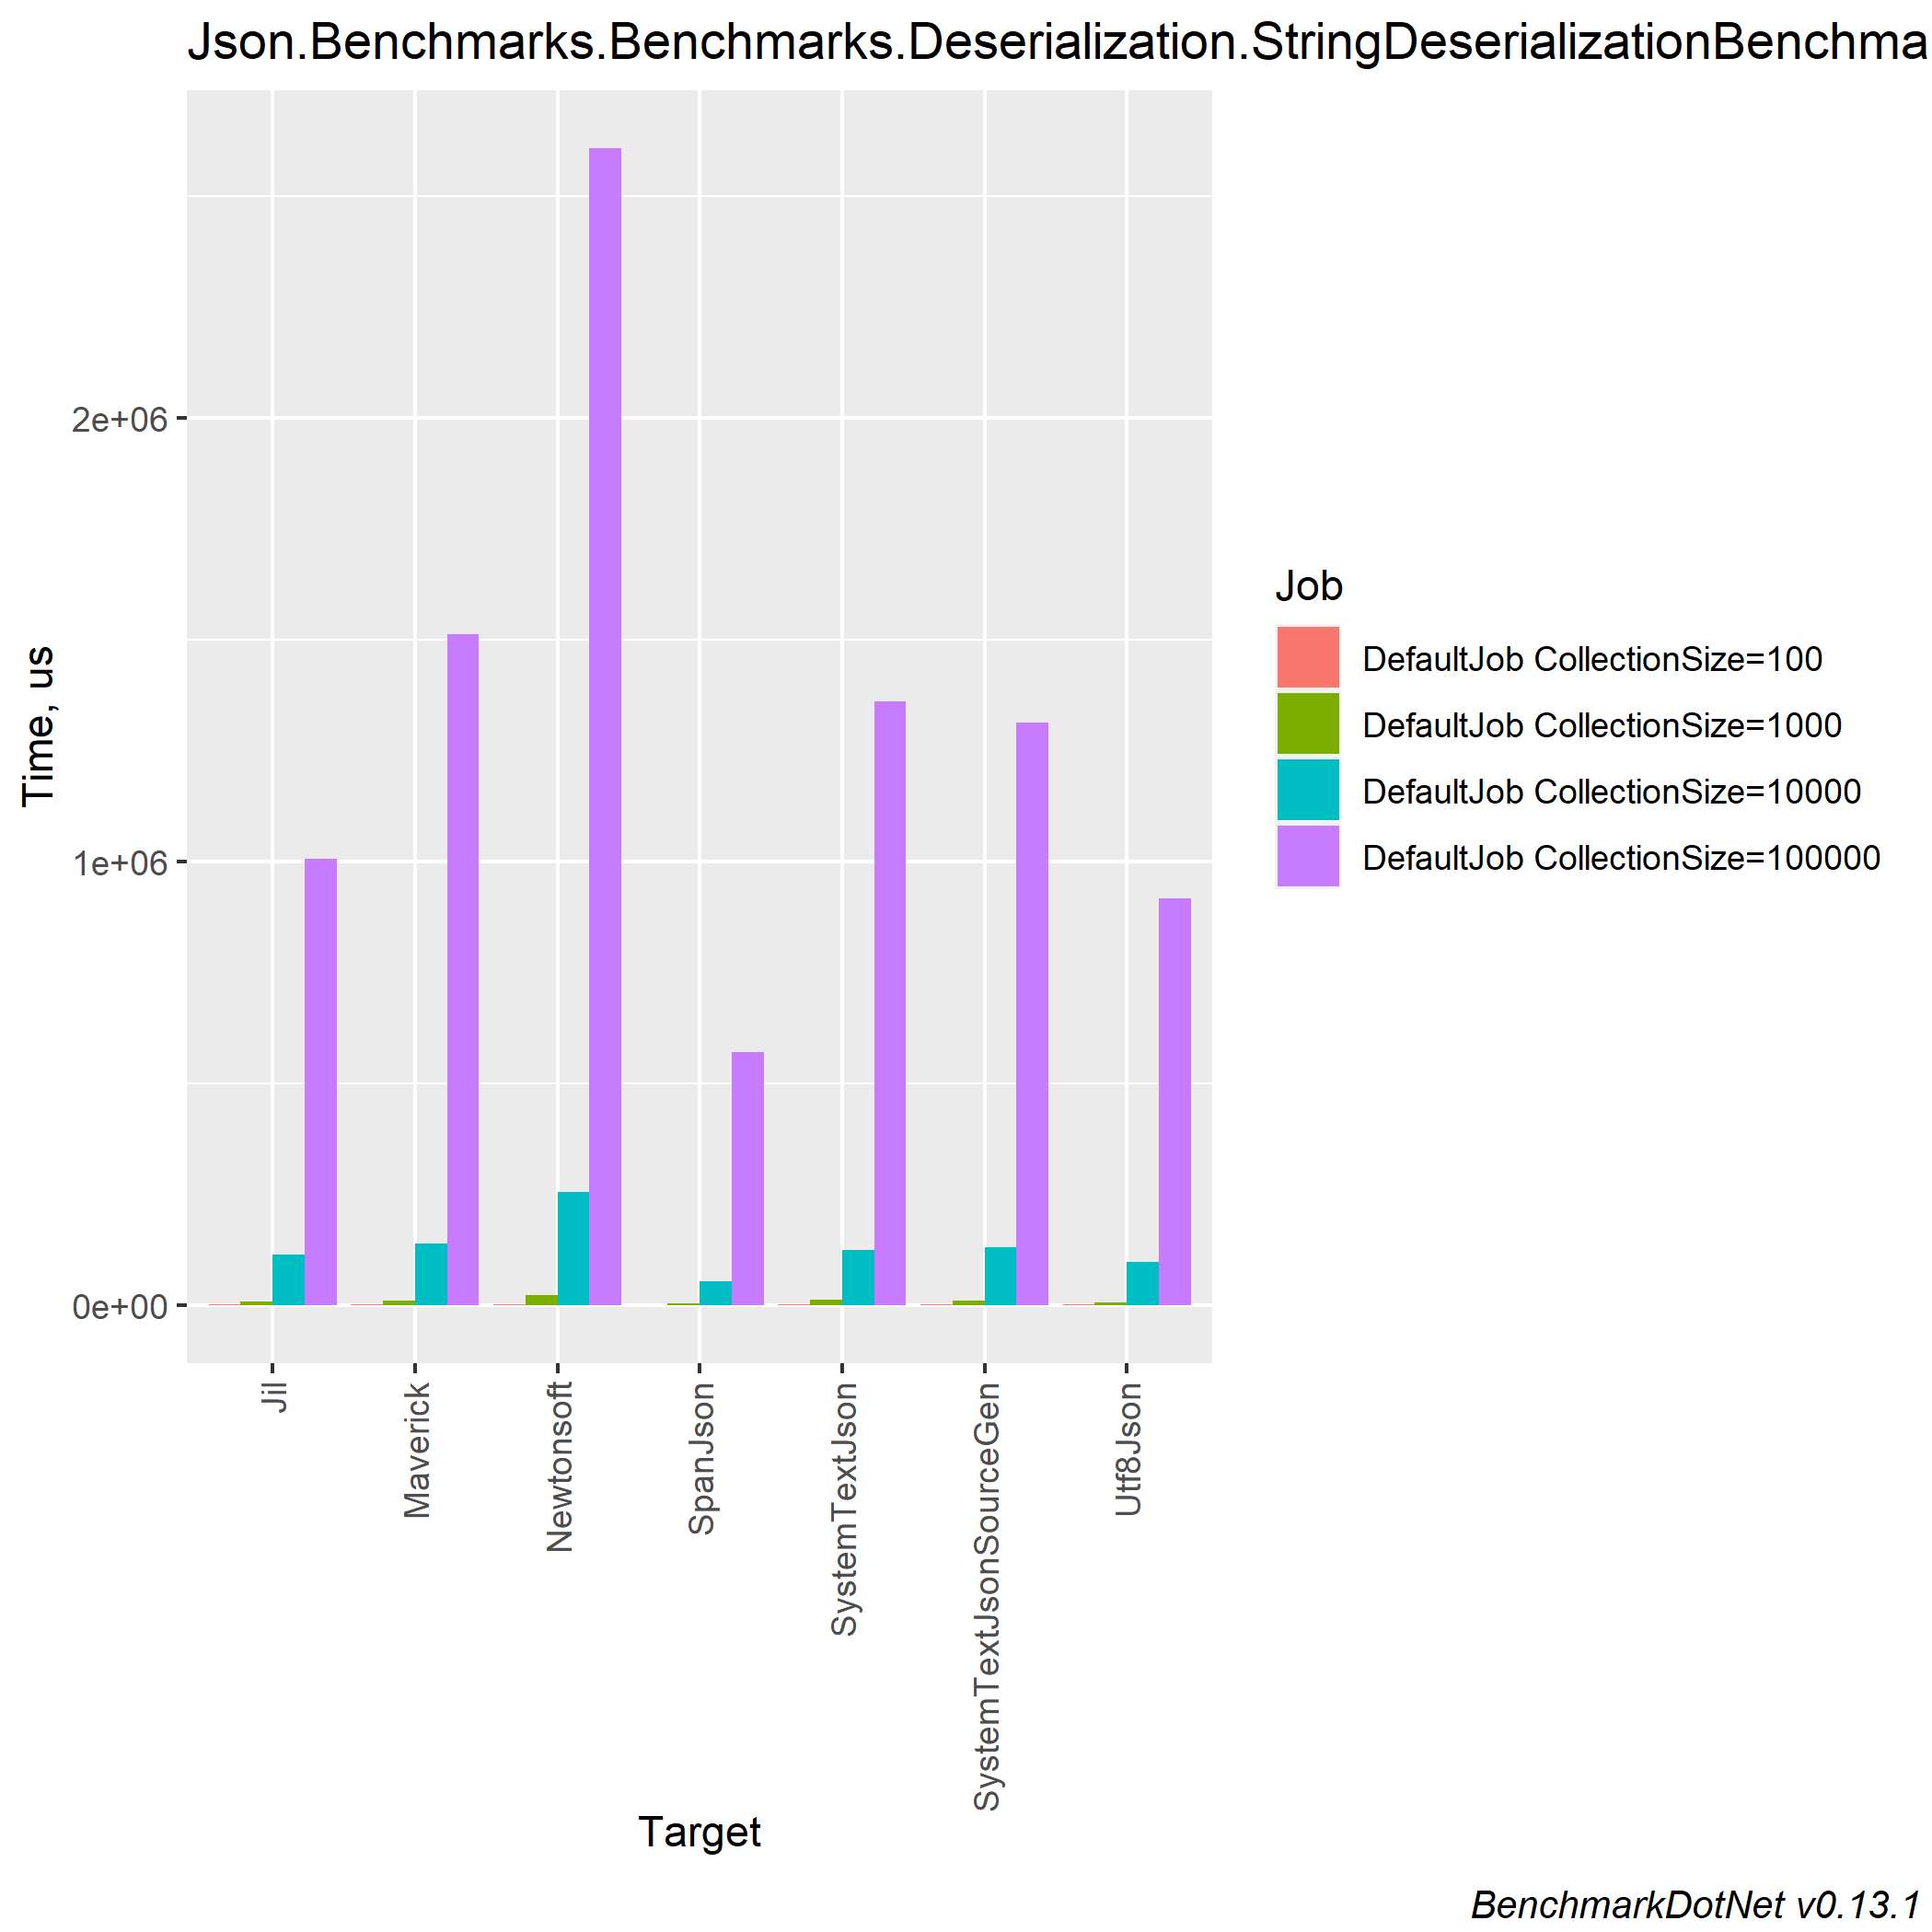 Json.Benchmarks.Benchmarks.Deserialization.StringDeserializationBenchma
Time, us
2e+06
1e+06
0e+00
Jil
Maverick
Newtonsoft
SpanJson
SystemTextJson
SystemTextJsonSourceGen
Utf8Json
Target
Job
DefaultJob CollectionSize=100
DefaultJob CollectionSize=1000
DefaultJob CollectionSize=10000
DefaultJob CollectionSize=100000
BenchmarkDotNet v0.13.1